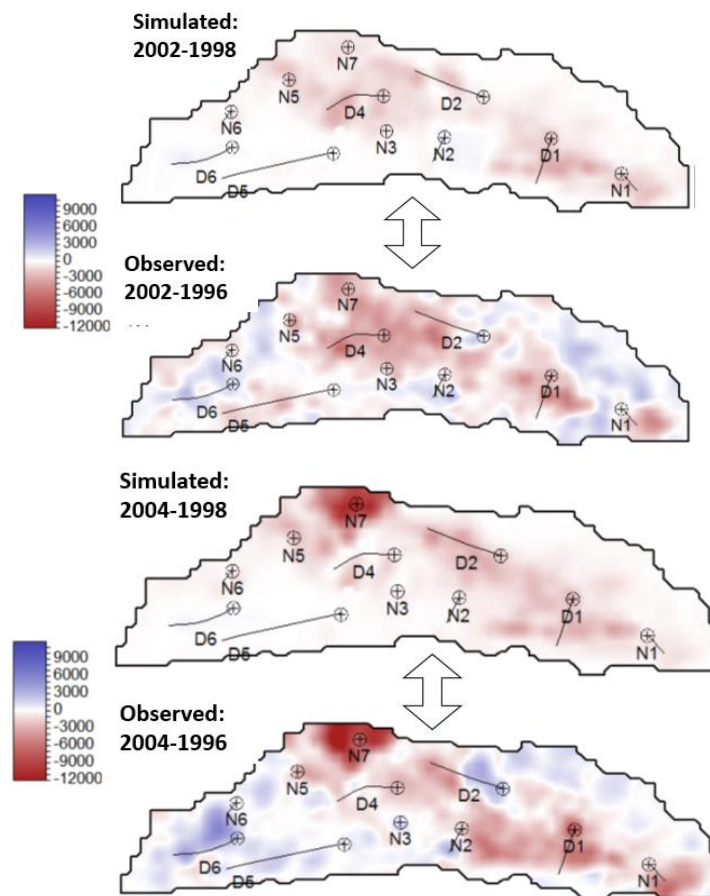 Simulated:
2002-1998
N7
N5
D2
D4
N6
N3
N2
D1
D6
N1
D5
9000
6000
3000
0
-3000
-6000
-9000
-12000
Observed:
2002-1996
N7
N5
D2
D4
N6
N3
N2
D1
D6
N1
D5
Simulated:
2004-1998
N7
N5
D2
D4
N6
N3
N2
D1
D6
N1
D5
9000
6000
3000
0
-3000
-6000
-9000
-12000
Observed:
2004-1996
N7
N5
D2
D4
N6
N3
N2
D1
D6
N1
D5